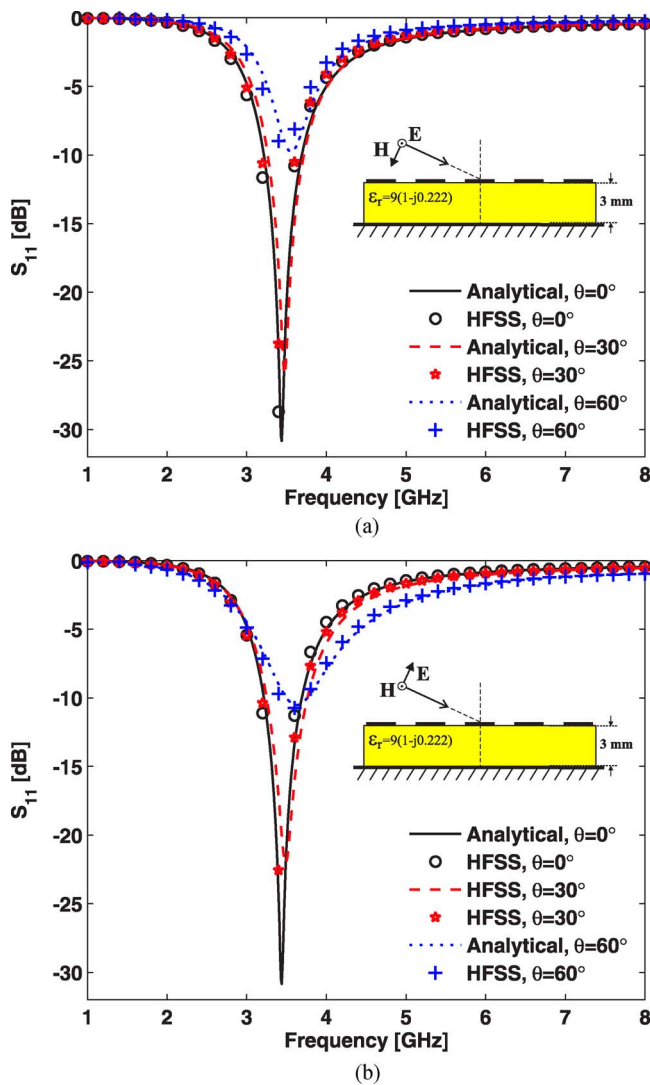 0
-5
-10
-15
-20
-25
-30
S11 [dB]
H
E
εr=9(1-j0.222)
3 mm
Analytical, θ=0°
HFSS, θ=0°
Analytical, θ=30°
HFSS, θ=30°
Analytical, θ=60°
HFSS, θ=60°
1 2 3 4 5 6 7 8
Frequency [GHz]
(a)
0
-5
-10
-15
-20
-25
-30
S11 [dB]
E
H
εr=9(1-j0.222)
3 mm
Analytical, θ=0°
HFSS, θ=0°
HFSS, θ=30°
HFSS, θ=30°
Analytical, θ=60°
HFSS, θ=60°
1 2 3 4 5 6 7 8
Frequency [GHz]
(b)